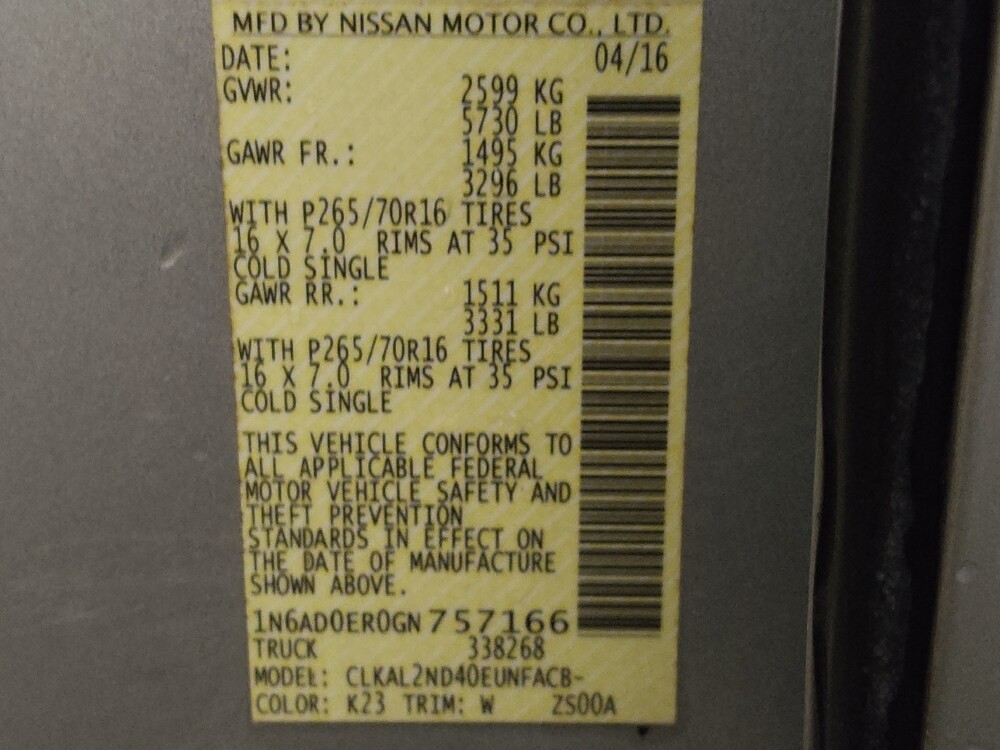 MFD BY NISSAN MOTOR CO., LTD.
DATE: 04/16
GVWR: 2599 KG
5730 LB
GAWR FR.: 1495 KG
3296 LB
WITH P265/70R16 TIRES
16 X 7.0 RIMS AT 35 PSI
COLD SINGLE
GAWR RR.: 1511 KG
3331 LB
WITH P265/70R16 TIRES
16 X 7.0 RIMS AT 35 PSI
COLD SINGLE
THIS VEHICLE CONFORMS TO
ALL APPLICABLE FEDERAL
MOTOR VEHICLE SAFETY AND
THEFT PREVENTION
STANDARDS IN EFFECT ON
THE DATE OF MANUFACTURE
SHOWN ABOVE.
1N6AD0ER0GN757166
TRUCK 338268
MODEL: CLKAL2ND40EUNFACB-
COLOR: K23 TRIM: W ZS00A